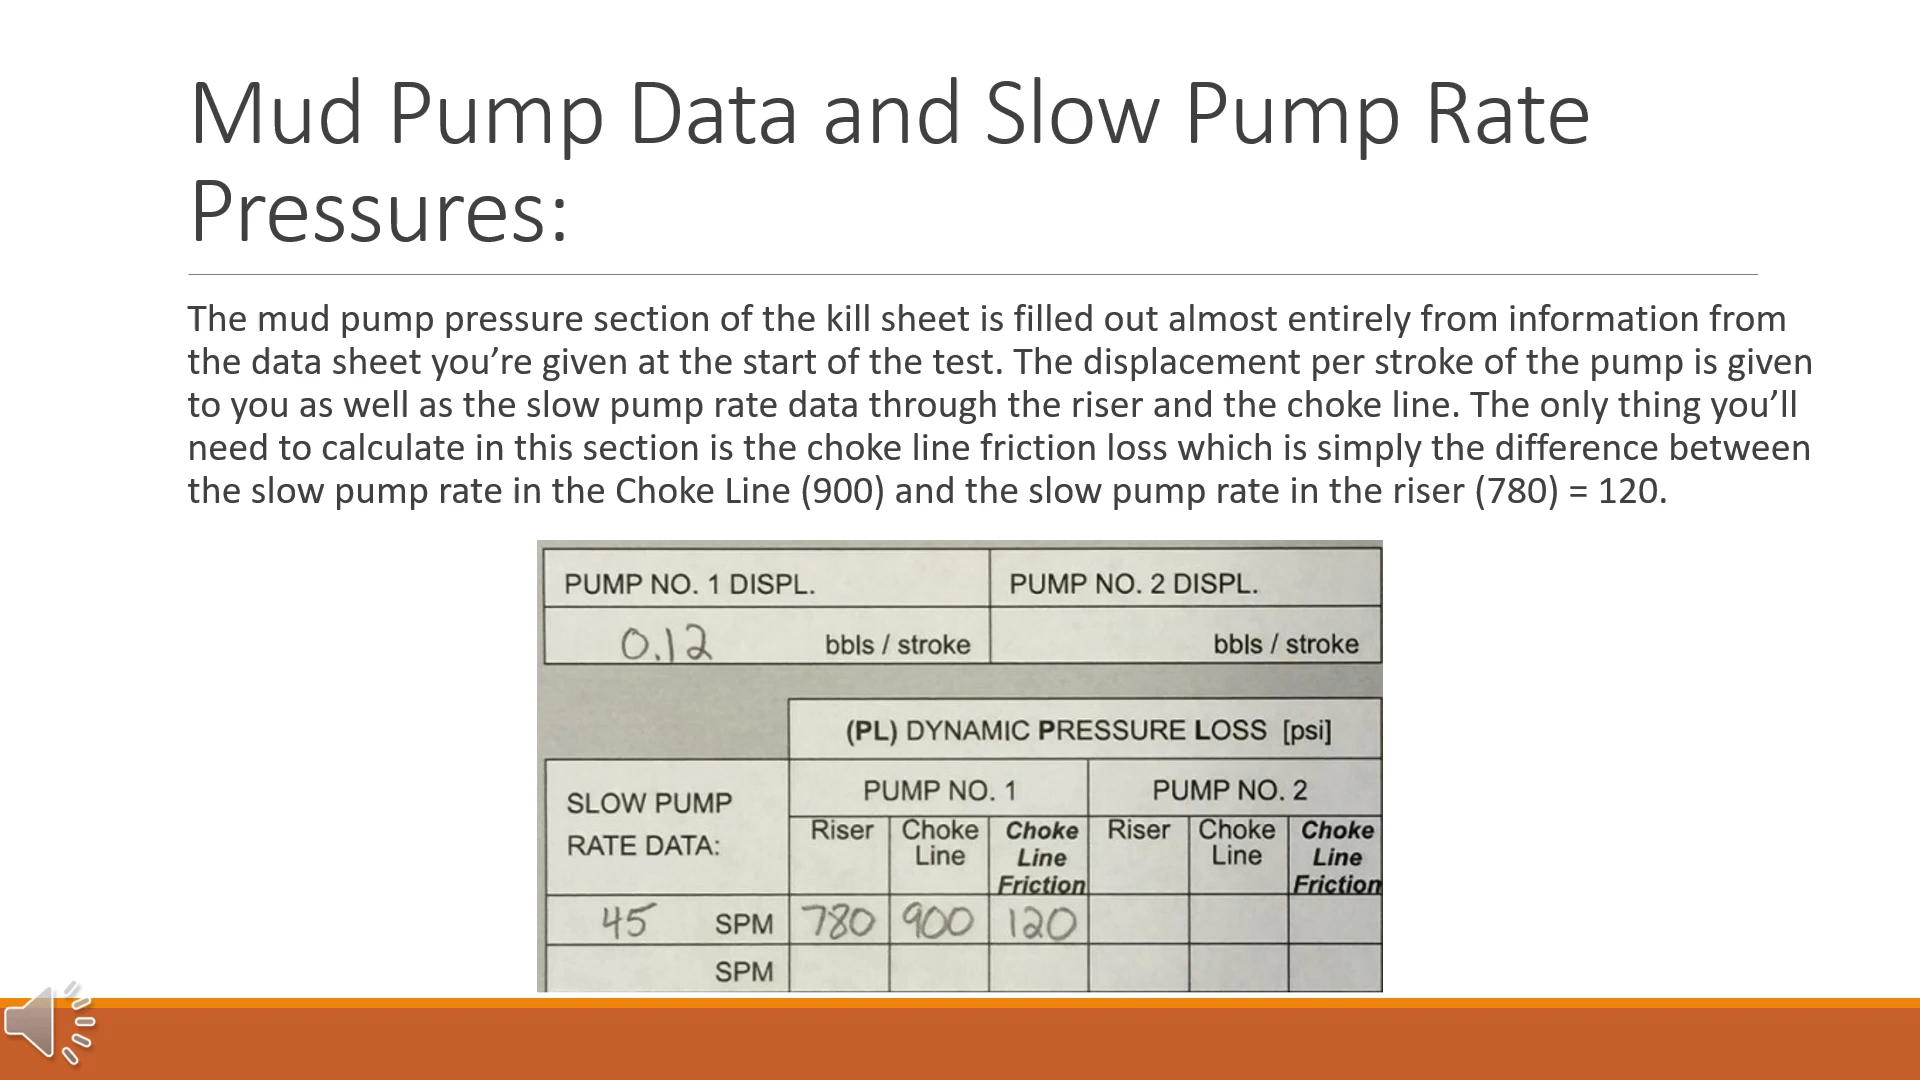 Mud Pump Data and Slow Pump Rate
Pressures:
The mud pump pressure section of the kill sheet is filled out almost entirely from information from
the data sheet you’re given at the start of the test. The displacement per stroke of the pump is given
to you as well as the slow pump rate data through the riser and the choke line. The only thing you’ll
need to calculate in this section is the choke line friction loss which is simply the difference between
the slow pump rate in the Choke Line (900) and the slow pump rate in the riser (780) = 120.
PUMP NO. 1 DISPL. PUMP NO. 2 DISPL.
0.12 bbls / stroke bbls / stroke
(PL) DYNAMIC PRESSURE LOSS [psi]
SLOW PUMP
RATE DATA:
PUMP NO. 1 PUMP NO. 2
Riser Choke Choke Riser Choke Choke
Line Line Line Line
Friction Friction
45 SPM 780 900 120
SPM